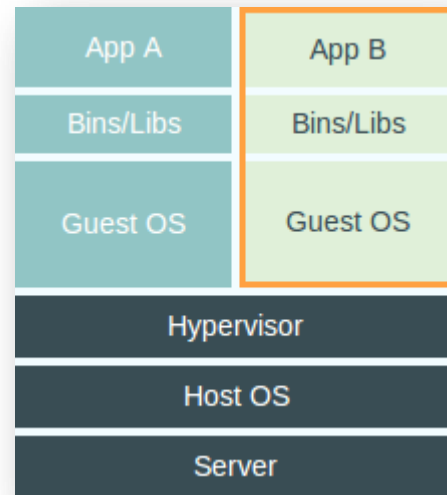 App A
App B
Bins/Libs
Bins/Libs
Guest OS
Guest OS
Hypervisor
Host OS
Server